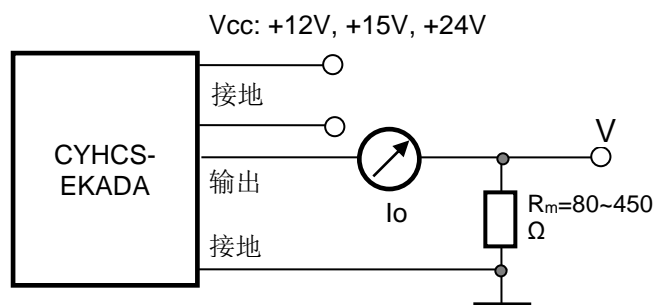 Vcc: +12V, +15V, +24V
接地
CYHCS-
EKADA
输出
Io
V
Rm=80~450
Ω
接地